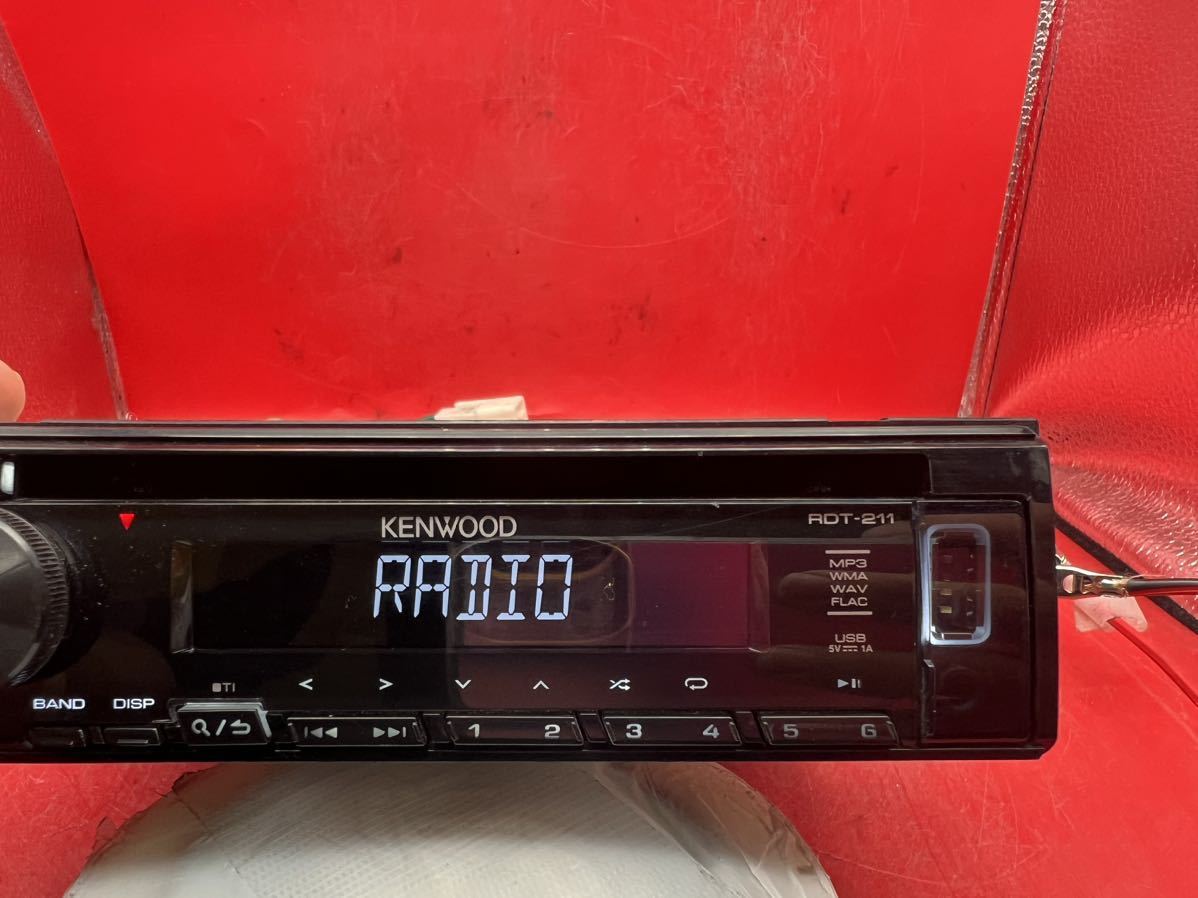 KENWOOD
RDT-211
RADIO
MP3
WMA
WAV
FLAC
USB
5V 1A
TI
BAND
DISP
1
2
3
4
5
6